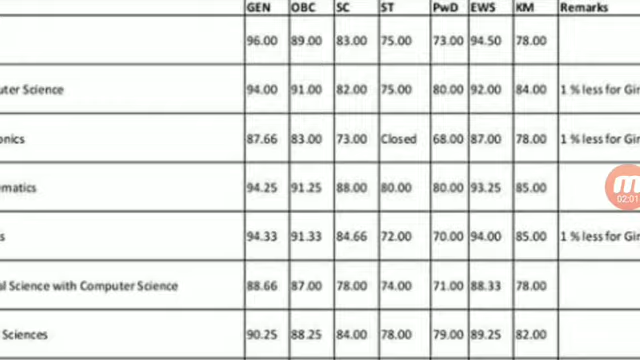 GEN OBC SC ST PwD EWS KM Remarks
96.00 89.00 83.00 75.00 73.00 94.50 78.00
uter Science 94.00 91.00 82.00 75.00 80.00 92.00 84.00 1 % less for Gir
onics 87.66 83.00 73.00 Closed 68.00 87.00 78.00 1 % less for Gir
ematics 94.25 91.25 88.00 80.00 80.00 93.25 85.00
s 94.33 91.33 84.66 72.00 70.00 94.00 85.00 1 % less for Gir
al Science with Computer Science 88.66 87.00 78.00 74.00 71.00 88.33 78.00
Sciences 90.25 88.25 84.00 78.00 79.00 89.25 82.00
02:01